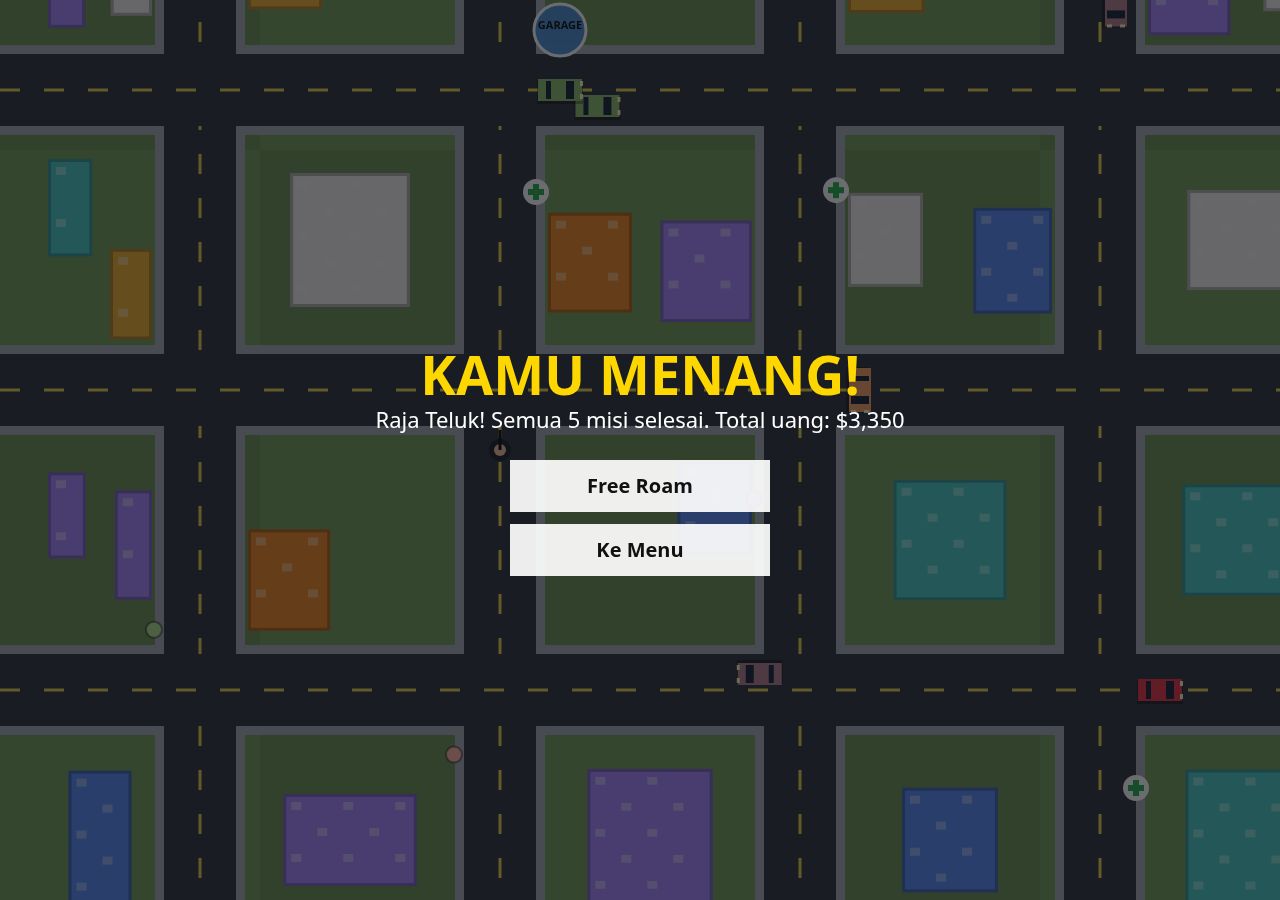 GARAGE
KAMU MENANG!
Raja Teluk! Semua 5 misi selesai. Total uang: $3,350
Free Roam
Ke Menu